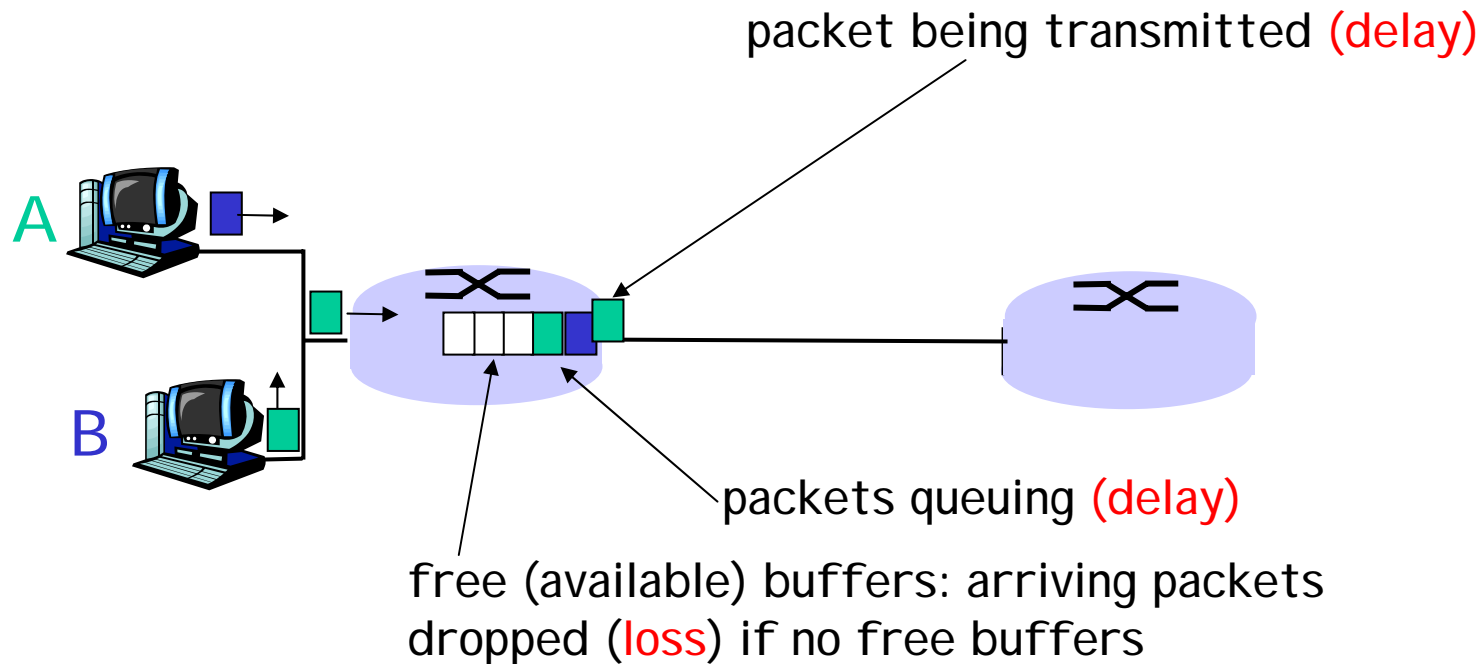 packet being transmitted (delay)
A
B
packets queuing (delay)
free (available) buffers: arriving packets
dropped (loss) if no free buffers